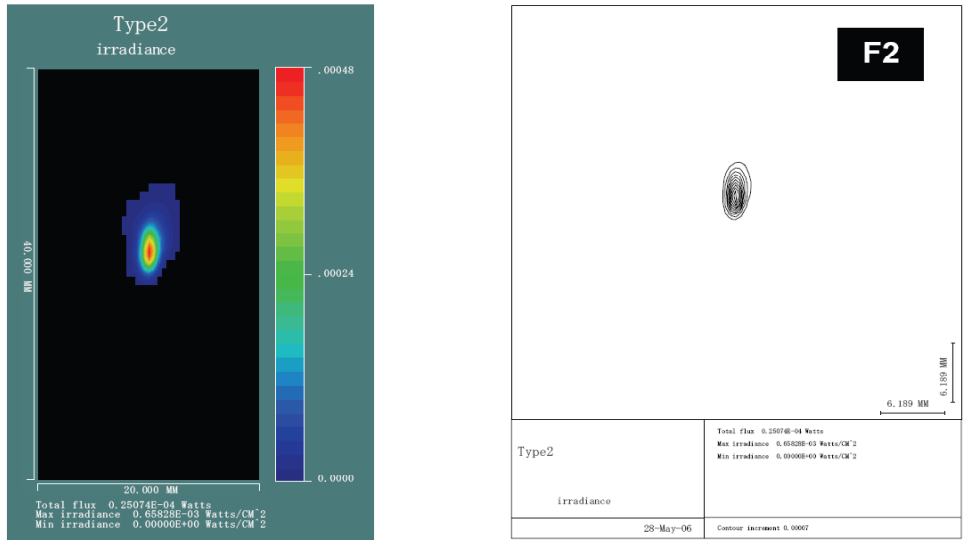 Type2
irradiance
.00048
40.000 MM
.00024
0.0000
20.000 MM
Total flux 0.25074E-04 Watts
Max irradiance 0.65828E-03 Watts/CM^2
Min irradiance 0.00000E+00 Watts/CM^2
F2
6.189 MM
6.189 MM
Type2
irradiance
28-May-06
Total flux 0.25074E-04 Watts
Max irradiance 0.65828E-03 Watts/CM^2
Min irradiance 0.00000E+00 Watts/CM^2
Contour increment 0.00007